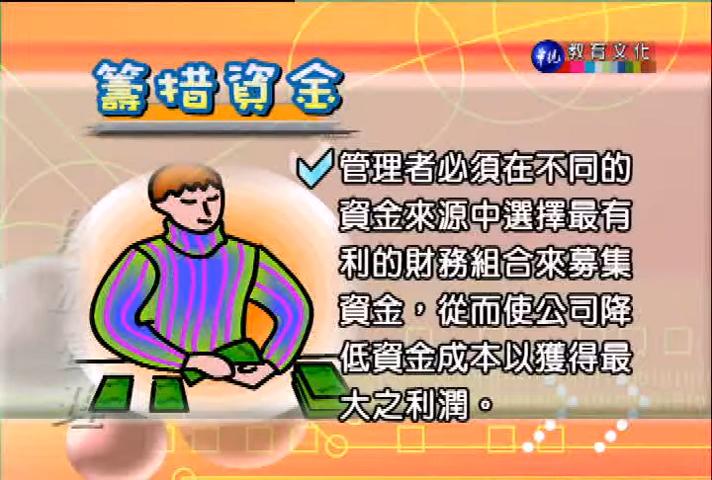 籌措資金
華視 教育文化
管理者必須在不同的
資金來源中選擇最有
利的財務組合來募集
資金，從而使公司降
低資金成本以獲得最
大之利潤。